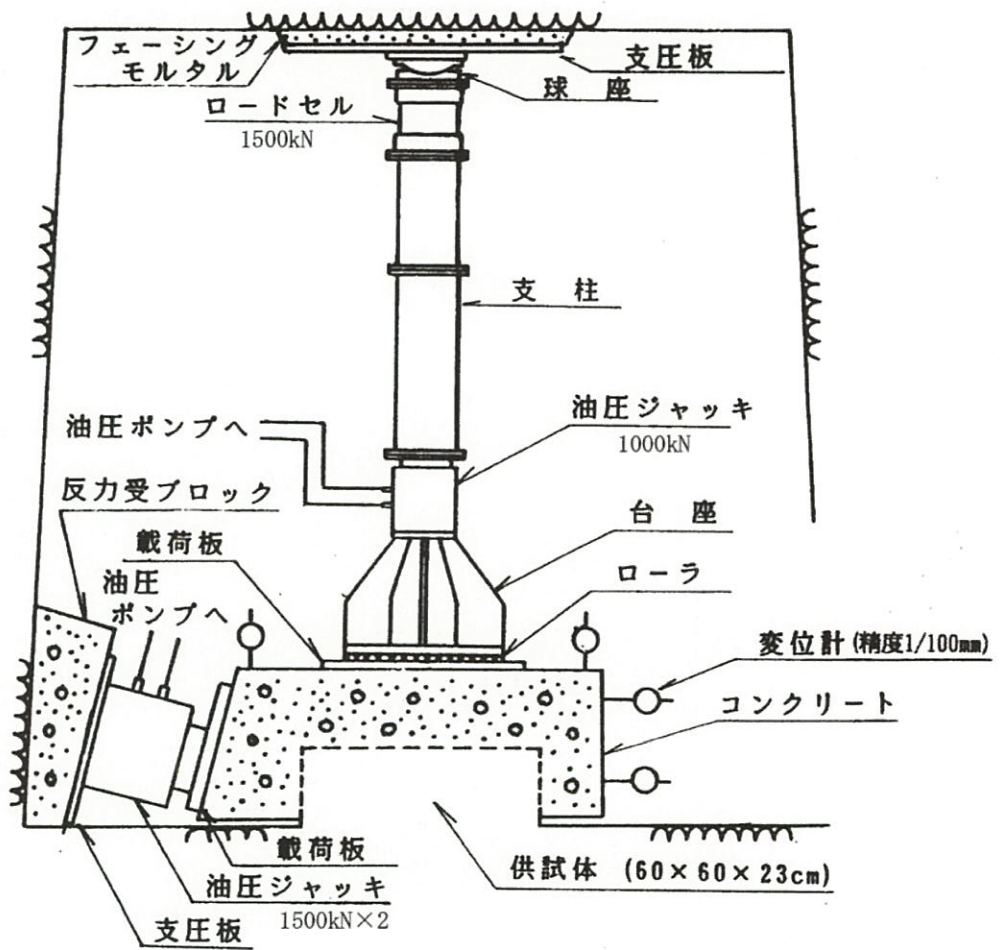 フェーシング
モルタル
支圧板
球座
ロードセル
1500kN
支柱
油圧ポンプへ
油圧ジャッキ
1000kN
反力受ブロック
台座
載荷板
ローラ
油圧
ポンプへ
変位計(精度1/100mm)
コンクリート
載荷板
供試体 (60×60×23cm)
油圧ジャッキ
1500kN×2
支圧板